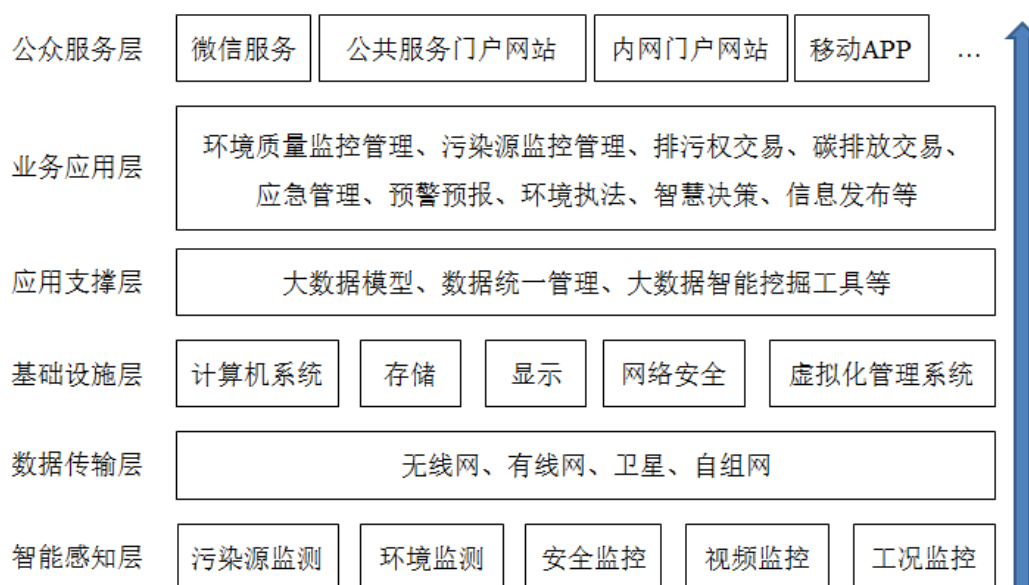 公众服务层 微信服务 公共服务门户网站 内网门户网站 移动APP …
业务应用层 环境质量监控管理、污染源监控管理、排污权交易、碳排放交易、
应急管理、预警预报、环境执法、智慧决策、信息发布等
应用支撑层 大数据模型、数据统一管理、大数据智能挖掘工具等
基础设施层 计算机系统 存储 显示 网络安全 虚拟化管理系统
数据传输层 无线网、有线网、卫星、自组网
智能感知层 污染源监测 环境监测 安全监控 视频监控 工况监控